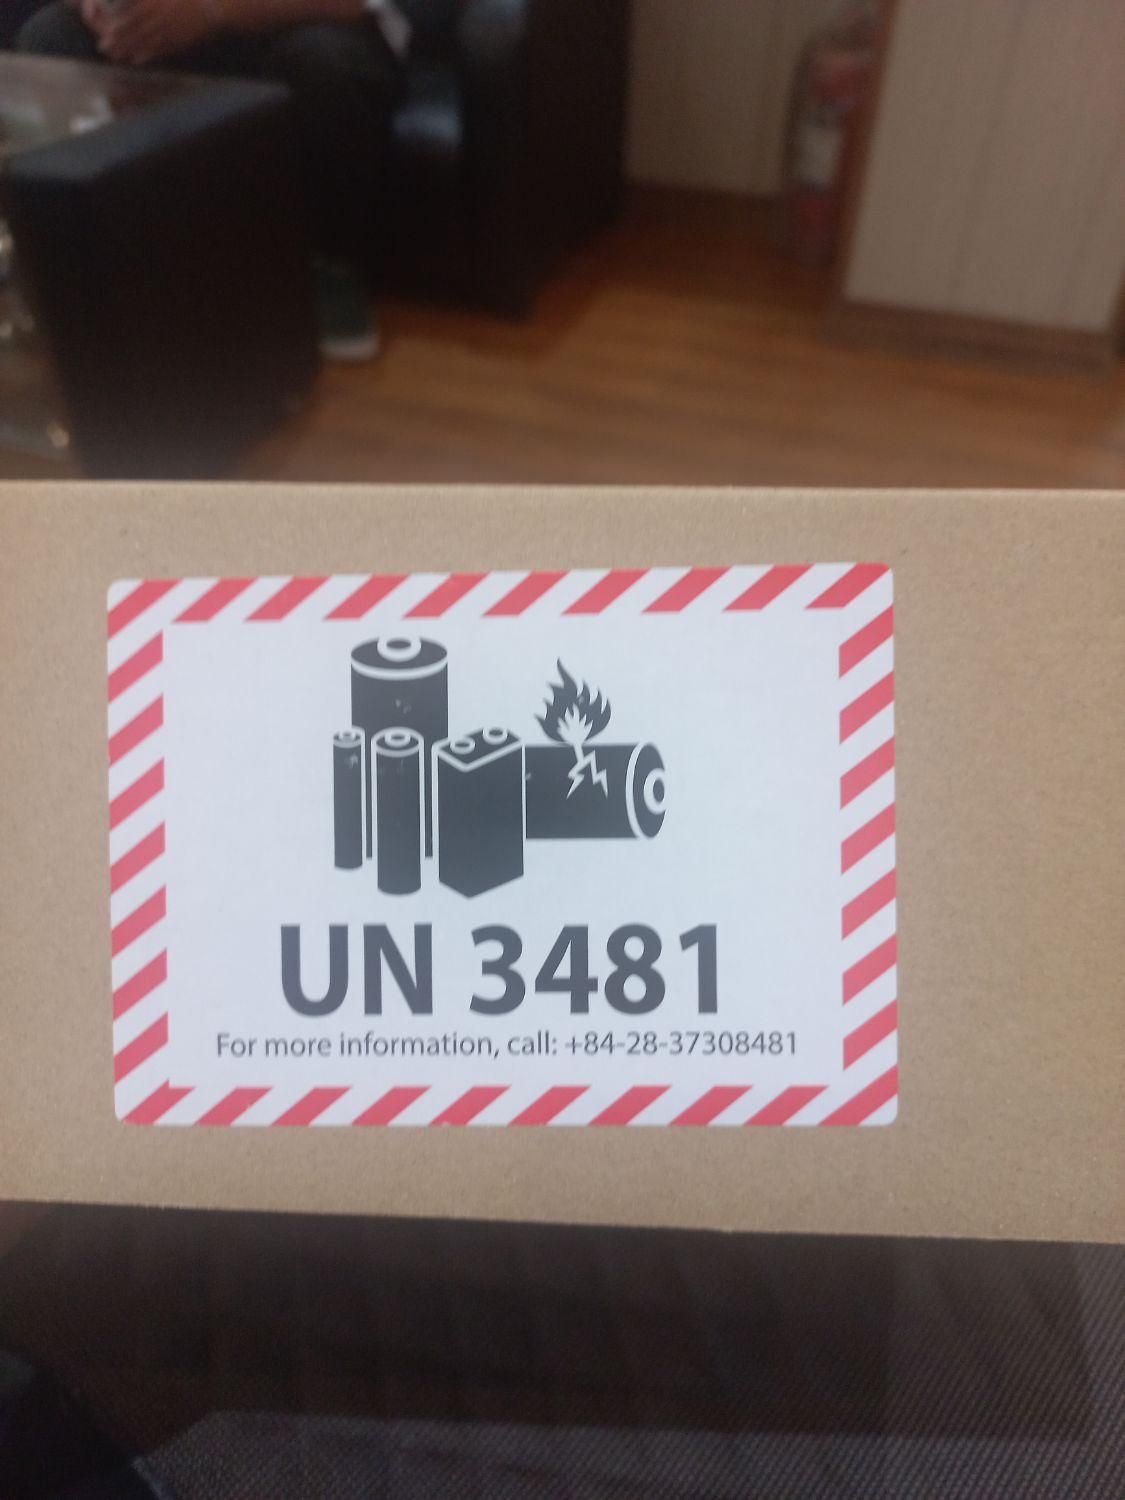 UN 3481
For more information, call: +84-28-37308481